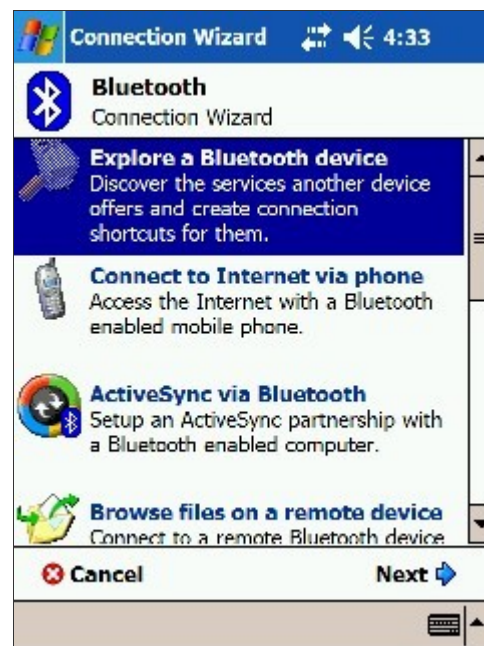 Connection Wizard 4:33
Bluetooth
Connection Wizard
Explore a Bluetooth device
Discover the services another device
offers and create connection
shortcuts for them.
Connect to Internet via phone
Access the Internet with a Bluetooth
enabled mobile phone.
ActiveSync via Bluetooth
Setup an ActiveSync partnership with
a Bluetooth enabled computer.
Browse files on a remote device
Connect to a remote Bluetooth device
Cancel Next